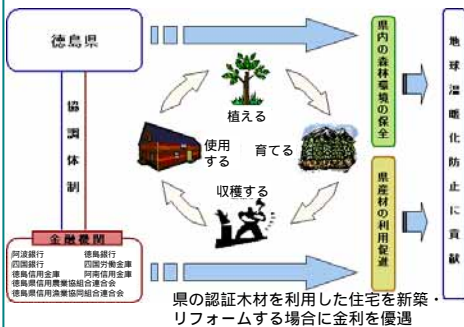 徳島県
協調体制
金融機関
阿波銀行 徳島銀行
四国銀行 四国労働金庫
徳島信用金庫 阿南信用金庫
徳島県信用農業協同組合連合会
徳島県信用漁業協同組合連合会
植える
育てる
収穫する
使用
する
県内の森林環境の保全
県産材の利用促進
地球温暖化防止に貢献
県の認証木材を利用した住宅を新築・
リフォームする場合に金利を優遇